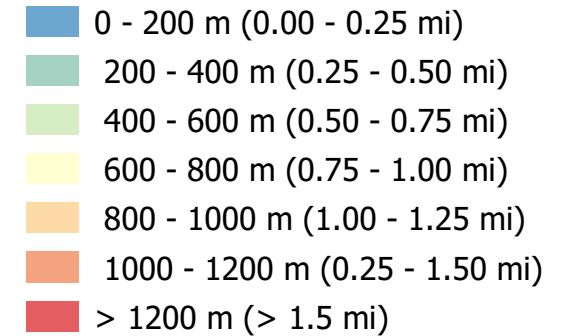 0 - 200 m (0.00 - 0.25 mi)
200 - 400 m (0.25 - 0.50 mi)
400 - 600 m (0.50 - 0.75 mi)
600 - 800 m (0.75 - 1.00 mi)
800 - 1000 m (1.00 - 1.25 mi)
1000 - 1200 m (0.25 - 1.50 mi)
> 1200 m (> 1.5 mi)